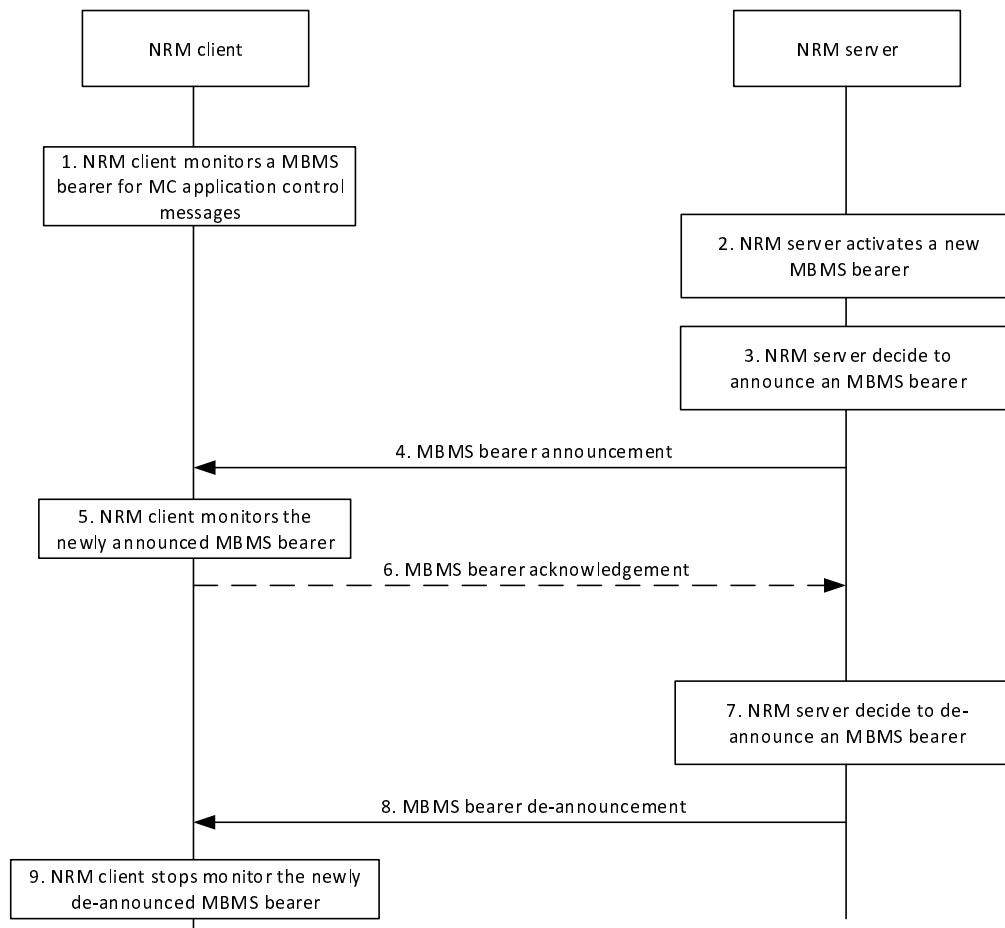 NRM client
NRM server
1. NRM client monitors a MBMS
bearer for MC application control
messages
2. NRM server activates a new
MBMS bearer
3. NRM server decide to
announce an MBMS bearer
4. MBMS bearer announcement
5. NRM client monitors the
newly announced MBMS bearer
6. MBMS bearer acknowledgement
7. NRM server decide to de-
announce an MBMS bearer
8. MBMS bearer de-announcement
9. NRM client stops monitor the newly
de-announced MBMS bearer